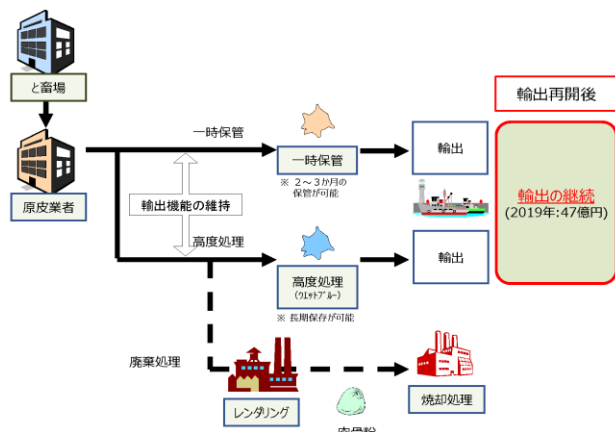 と畜場
原皮業者
一時保管
一時保管
※ 2~3か月の
保管が可能
輸出
輸出再開後
輸出の継続
(2019年:47億円)
輸出機能の維持
高度処理
高度処理
(ウエットブルー)
※ 長期保存が可能
輸出
廃棄処理
レンダリング
焼却処理